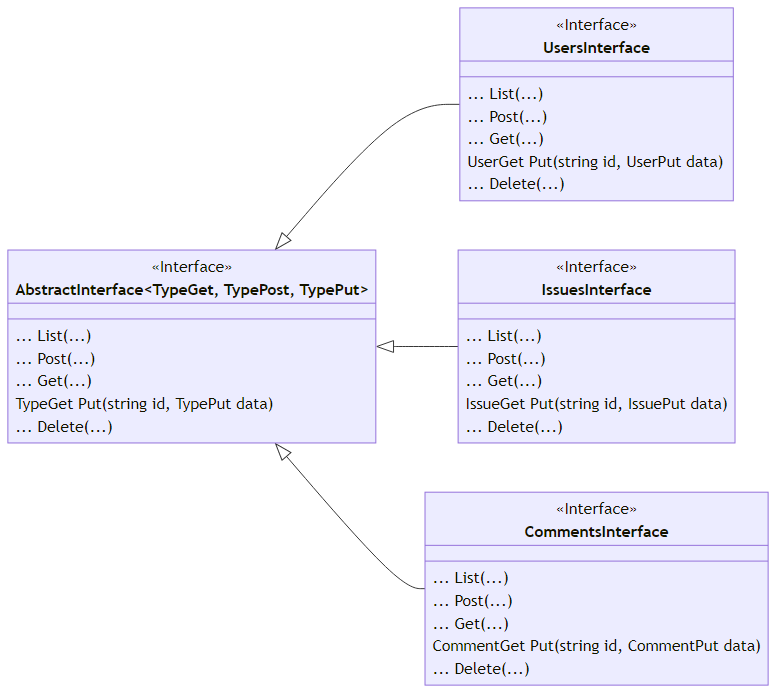 «Interface»
UsersInterface
... List(...)
... Post(...)
... Get(...)
UserGet Put(string id, UserPut data)
... Delete(...)
«Interface»
AbstractInterface<TypeGet, TypePost, TypePut>
... List(...)
... Post(...)
... Get(...)
TypeGet Put(string id, TypePut data)
... Delete(...)
«Interface»
IssuesInterface
... List(...)
... Post(...)
... Get(...)
IssueGet Put(string id, IssuePut data)
... Delete(...)
«Interface»
CommentsInterface
... List(...)
... Post(...)
... Get(...)
CommentGet Put(string id, CommentPut data)
... Delete(...)